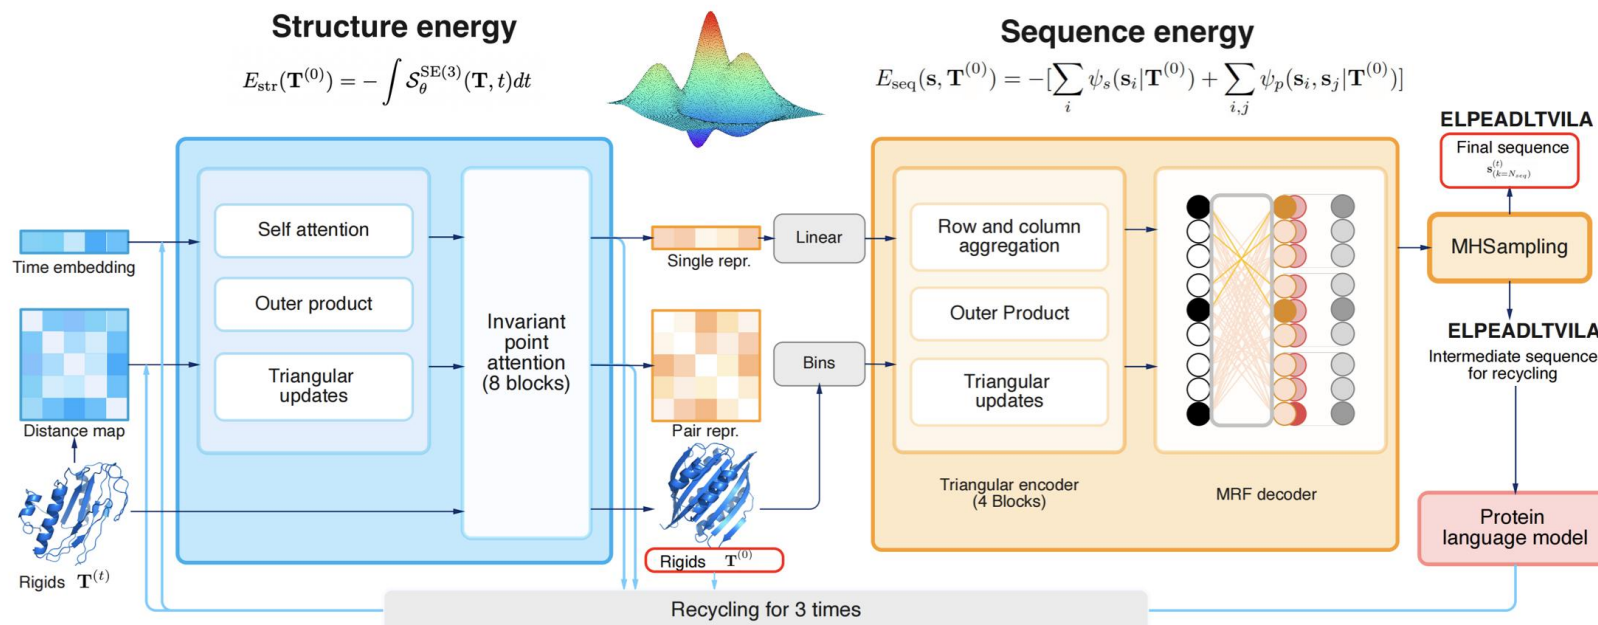 Structure energy
E_str(T^(0)) = −∫ S_θ^SE(3)(T, t)dt
Sequence energy
E_seq(s, T^(0)) = −[∑_i ψ_s(s_i|T^(0)) + ∑_i,j ψ_p(s_i, s_j|T^(0))]
Time embedding
Distance map
Rigids T^(t)
Self attention
Outer product
Triangular
updates
Invariant
point
attention
(8 blocks)
Single repr.
Pair repr.
Rigids T^(0)
Linear
Bins
Row and column
aggregation
Outer Product
Triangular
updates
Triangular encoder
(4 Blocks)
MRF decoder
ELPEADLTVILA
Final sequence
s^(t)_(k=N_seq)
MHSampling
ELPEADLTVILA
Intermediate sequence
for recycling
Protein
language model
Recycling for 3 times